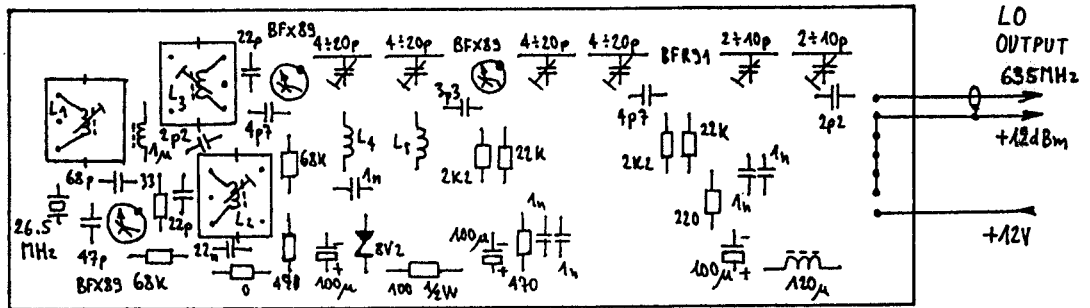 BFX89 4÷20p 4÷20p BFX89 4÷20p 4÷20p BFR91 2÷10p 2÷10p
22p
L3
L1
2p2
1µ
4p7
3p3
4p7
2p2
LO
OUTPUT
635MHz
+12dBm
68p
33
22p
L2
68K
L4
L5
1n
2K2
22K
2K2
22K
220
1n
26.5
MHz
47p
BFX89
68K
22n
0
470
100µ
8V2
100 ½W
100µ
470
1n
1n
100µ
120µ
+12V